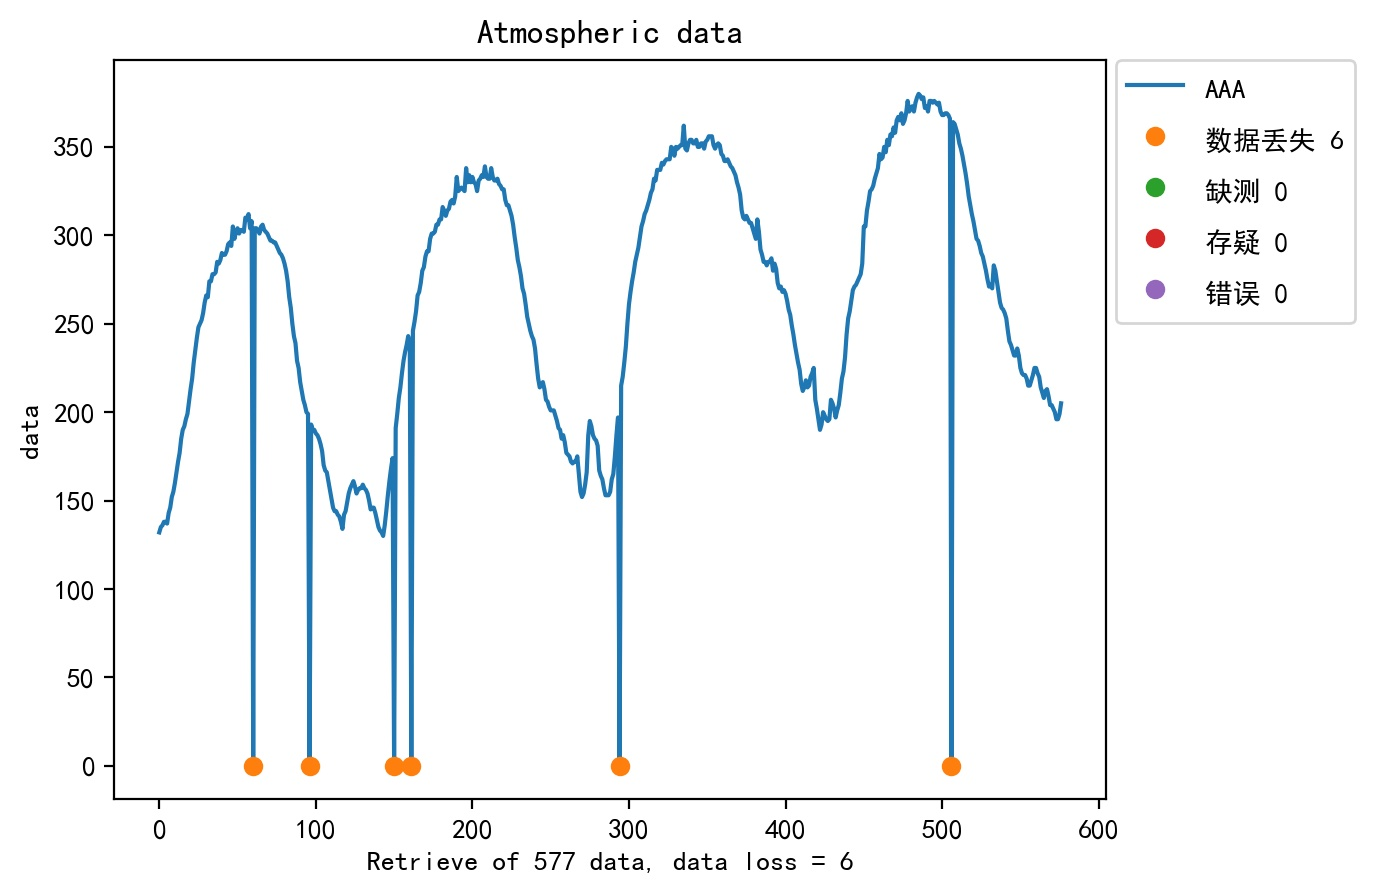 Atmospheric data
AAA
数据丢失 6
缺测 0
存疑 0
错误 0
data
350
300
250
200
150
100
50
0
0 100 200 300 400 500 600
Retrieve of 577 data, data loss = 6